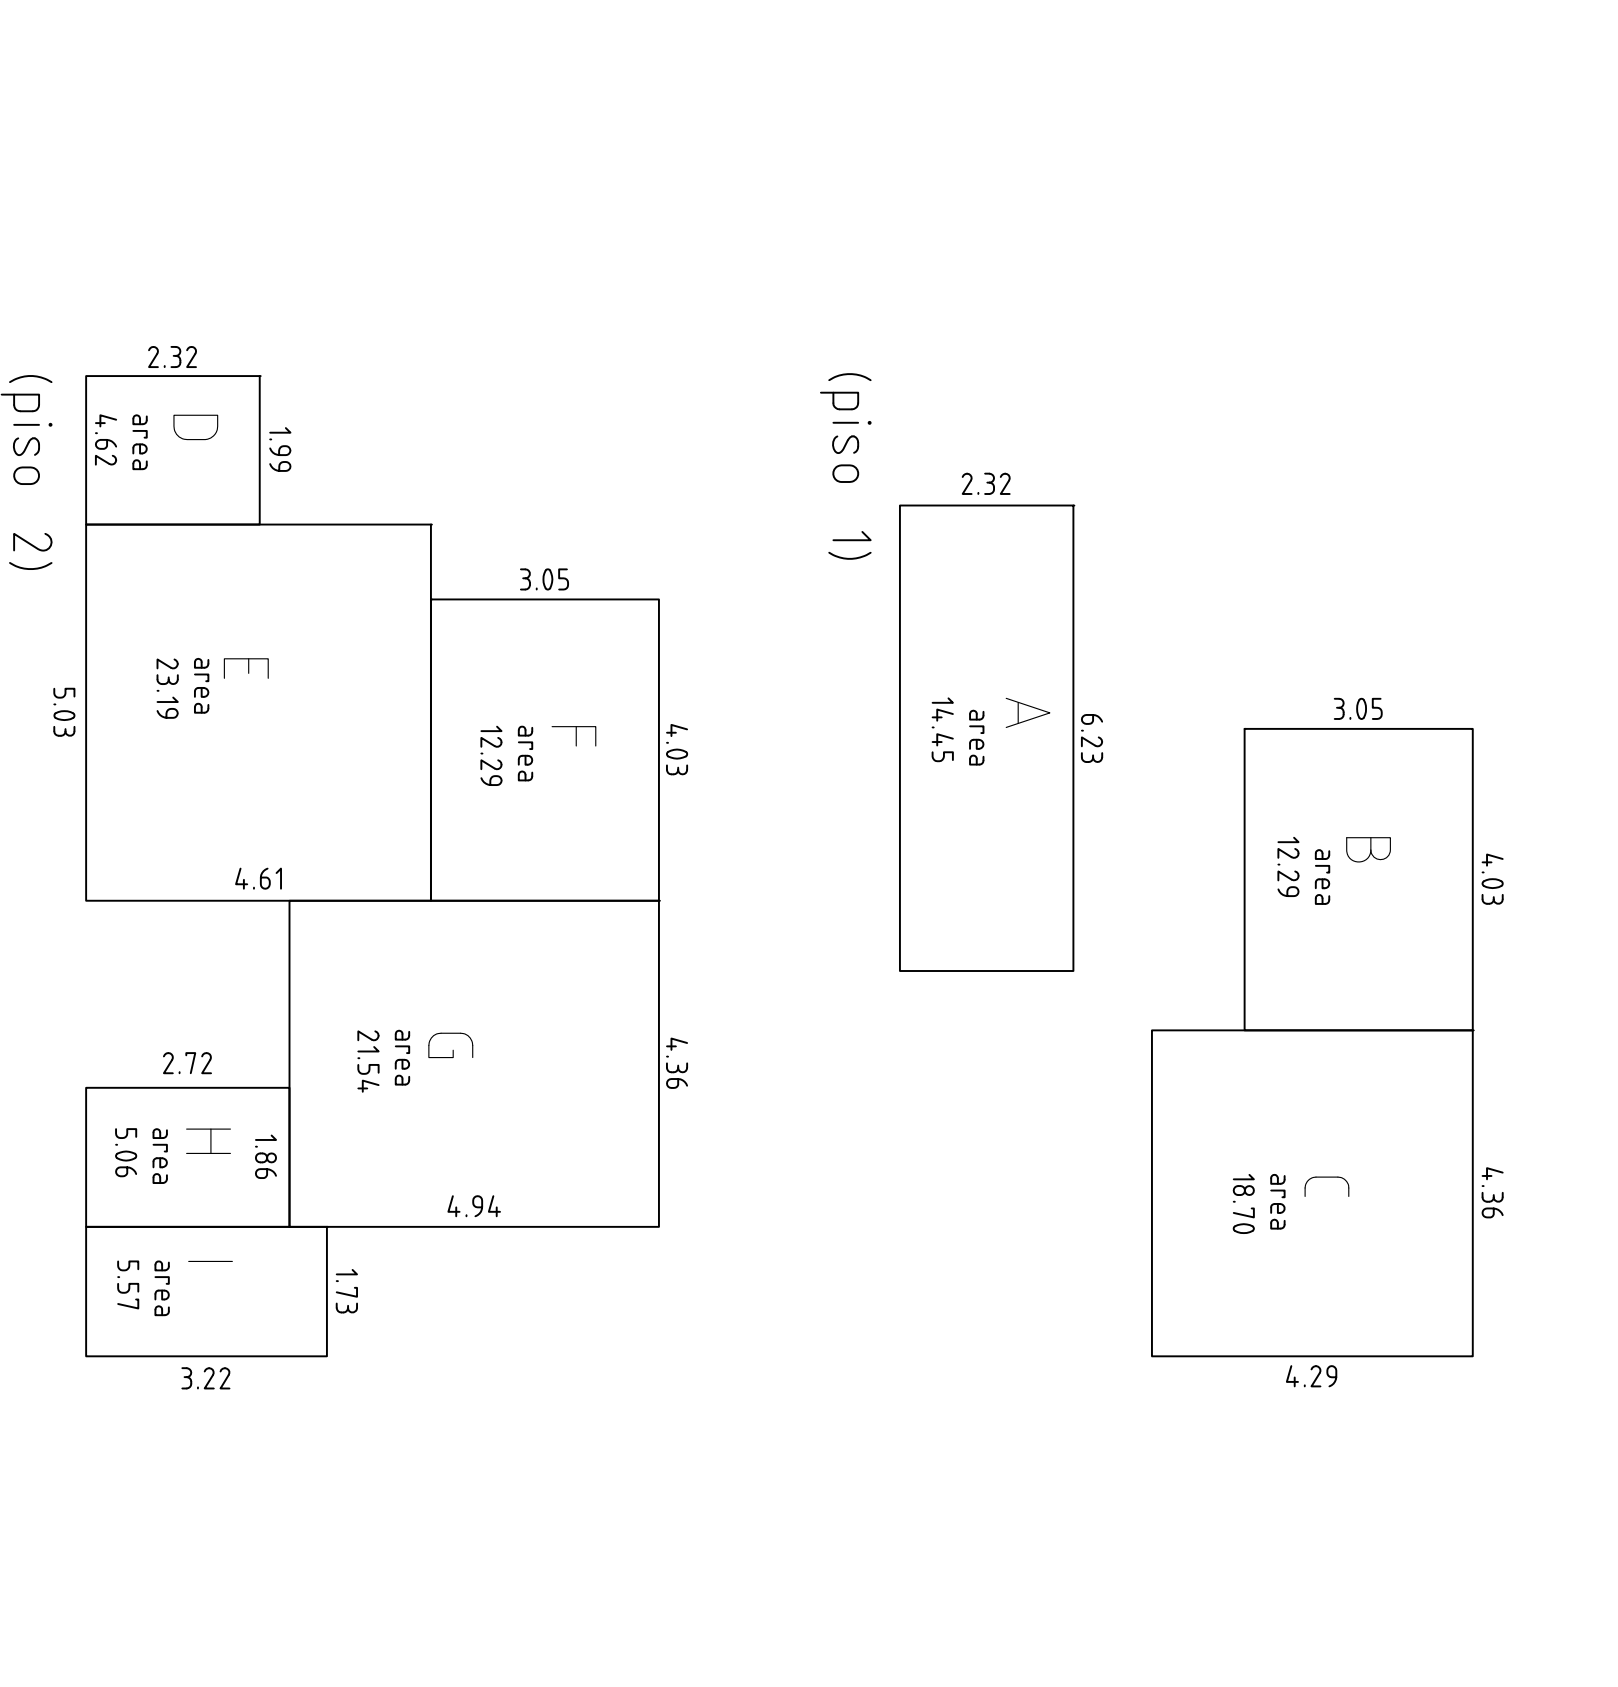 4.03
4.36
3.05
B
area
12.29
C
area
18.70
4.29
6.23
2.32
A
area
14.45
(piso 1)
4.03
4.36
3.05
F
area
12.29
G
area
21.54
4.94
1.99
2.32
D
area
4.62
E
area
23.19
4.61
5.03
2.72
1.86
H
area
5.06
1.73
I
area
5.57
3.22
(piso 2)